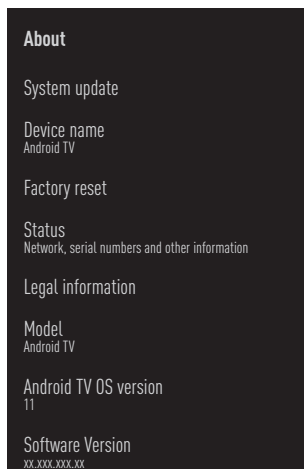 About
System update
Device name
Android TV
Factory reset
Status
Network, serial numbers and other information
Legal information
Model
Android TV
Android TV OS version
11
Software Version
xx.xxx.xxx.xx